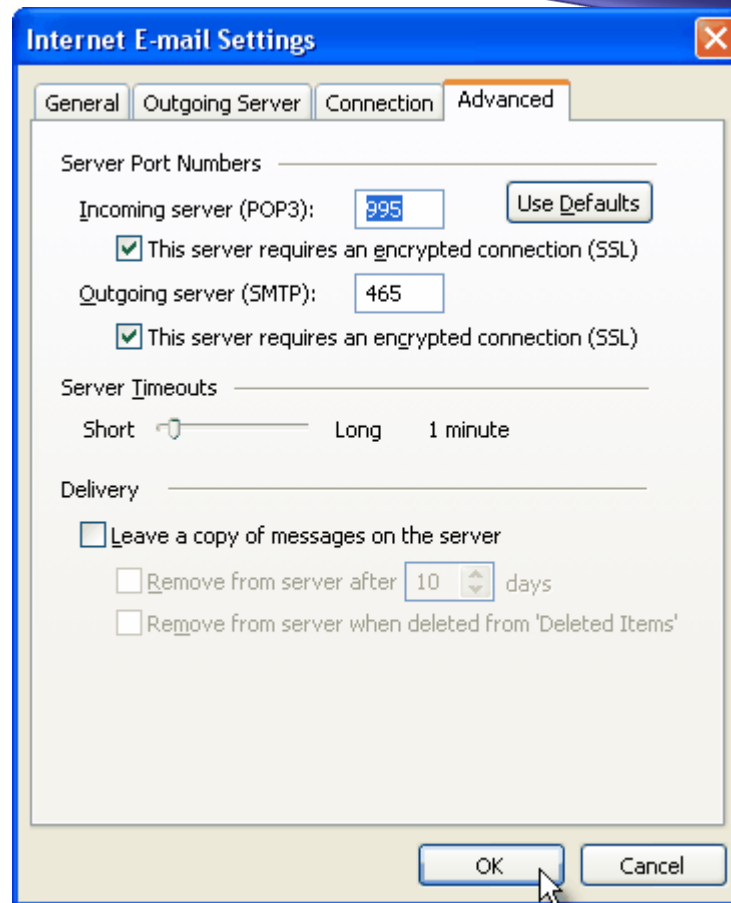 Internet E-mail Settings
General Outgoing Server Connection Advanced
Server Port Numbers
Incoming server (POP3): 995 Use Defaults
This server requires an encrypted connection (SSL)
Outgoing server (SMTP): 465
This server requires an encrypted connection (SSL)
Server Timeouts
Short Long 1 minute
Delivery
Leave a copy of messages on the server
Remove from server after 10 days
Remove from server when deleted from 'Deleted Items'
OK Cancel